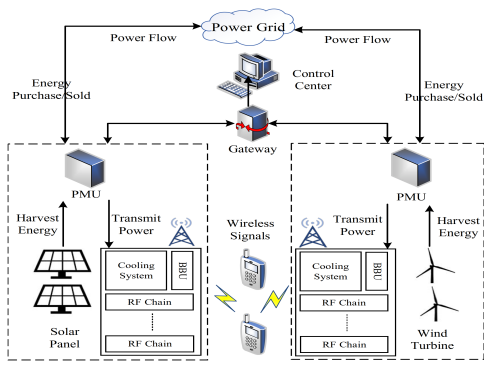 Power Grid
Power Flow
Power Flow
Energy
Purchase/Sold
Control
Center
Energy
Purchase/Sold
Gateway
PMU
PMU
Harvest
Energy
Transmit
Power
Wireless
Signals
Transmit
Power
Harvest
Energy
Cooling
System
BBU
RF Chain
RF Chain
Solar
Panel
Cooling
System
BBU
RF Chain
RF Chain
Wind
Turbine